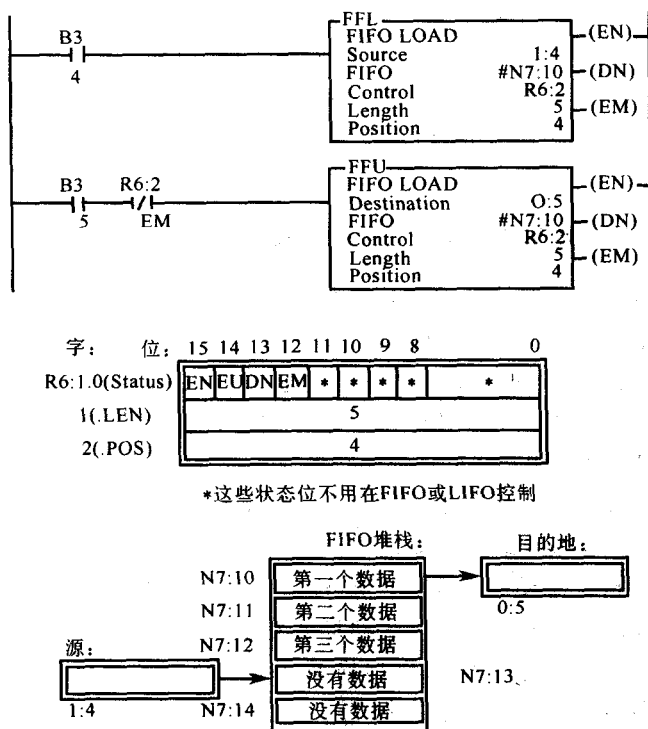 FFL
FIFO LOAD
B3
4
Source 1:4
FIFO #N7:10
Control R6:2
Length 5
Position 4
(EN)
(DN)
(EM)
FFU
FIFO LOAD
B3 R6:2
5 EM
Destination O:5
FIFO #N7:10
Control R6:2
Length 5
Position 4
(EN)
(DN)
(EM)
字: 位: 15 14 13 12 11 10 9 8 0
R6:1.0(Status) EN EU DN EM * * * * *
1(.LEN) 5
2(.POS) 4
*这些状态位不用在FIFO或LIFO控制
FIFO堆栈: 目的地:
N7:10 第一个数据
N7:11 第二个数据 0:5
源: N7:12 第三个数据
没有数据 N7:13
1:4 N7:14 没有数据